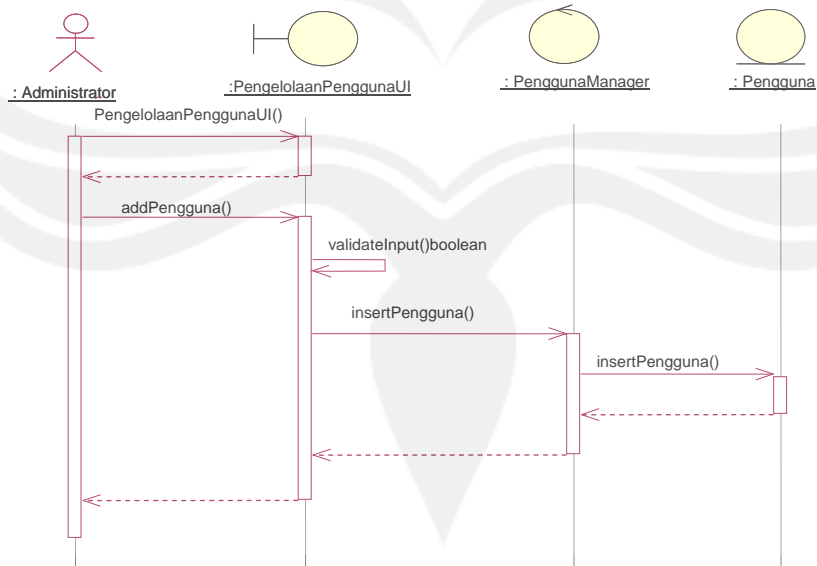 : Administrator
:PengelolaanPenggunaUI
: PenggunaManager
: Pengguna
PengelolaanPenggunaUI()
addPengguna()
validateInput()boolean
insertPengguna()
insertPengguna()